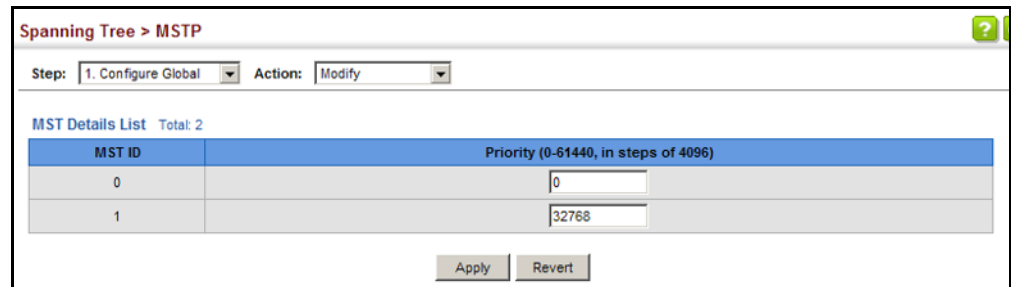 Spanning Tree > MSTP
?
Step: 1. Configure Global Action: Modify
MST Details List Total: 2
MST ID Priority (0-61440, in steps of 4096)
0 0
1 32768
Apply Revert